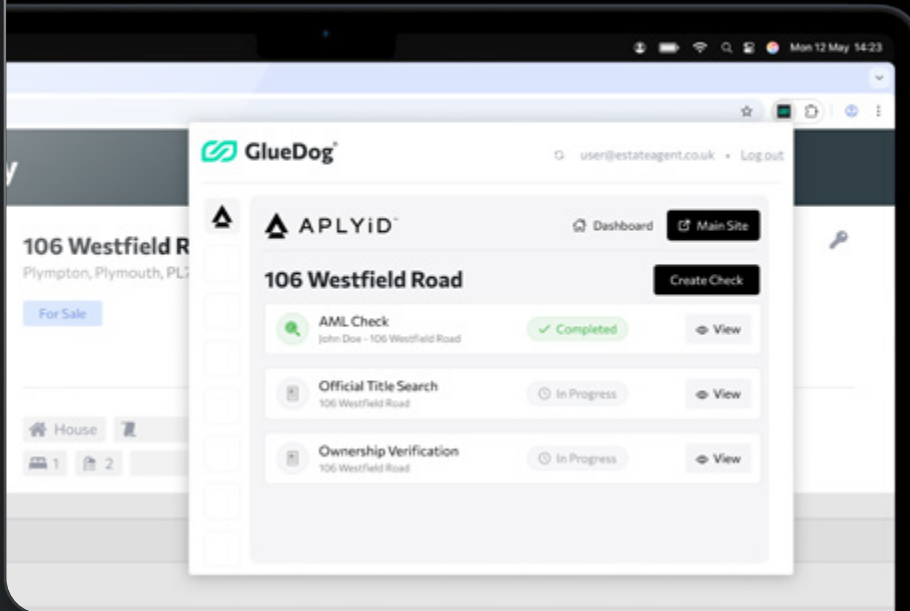 Mon 12 May 14:23
y
GlueDog®
user@estateagent.co.uk • Log out
APLYiD™
Dashboard
Main Site
106 Westfield R
Plympton, Plymouth, PL7
For Sale
106 Westfield Road
Create Check
AML Check
John Doe - 106 Westfield Road
Completed
View
Official Title Search
106 Westfield Road
In Progress
View
Ownership Verification
106 Westfield Road
In Progress
View
House
1
2